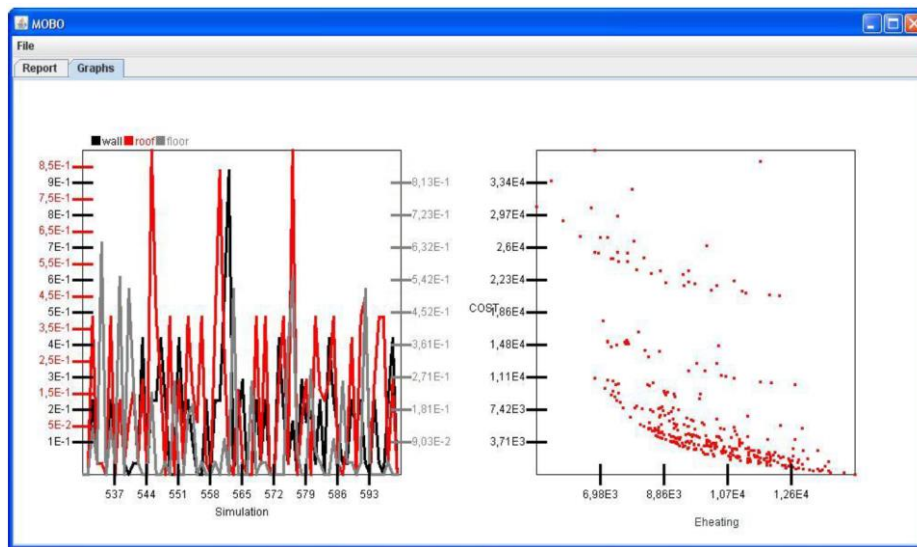 MOBO
File
Report Graphs
wall roof floor
8,5E-1
9E-1
7,5E-1
8E-1
6,5E-1
7E-1
5,5E-1
6E-1
4,5E-1
5E-1
3,5E-1
4E-1
2,5E-1
3E-1
1,5E-1
2E-1
5E-2
1E-1
8,13E-1
7,23E-1
6,32E-1
5,42E-1
4,52E-1
3,61E-1
2,71E-1
1,81E-1
9,03E-2
537 544 551 558 565 572 579 586 593
Simulation
COST
3,34E4
2,97E4
2,6E4
2,23E4
1,86E4
1,48E4
1,11E4
7,42E3
3,71E3
6,98E3 8,86E3 1,07E4 1,26E4
Eheating